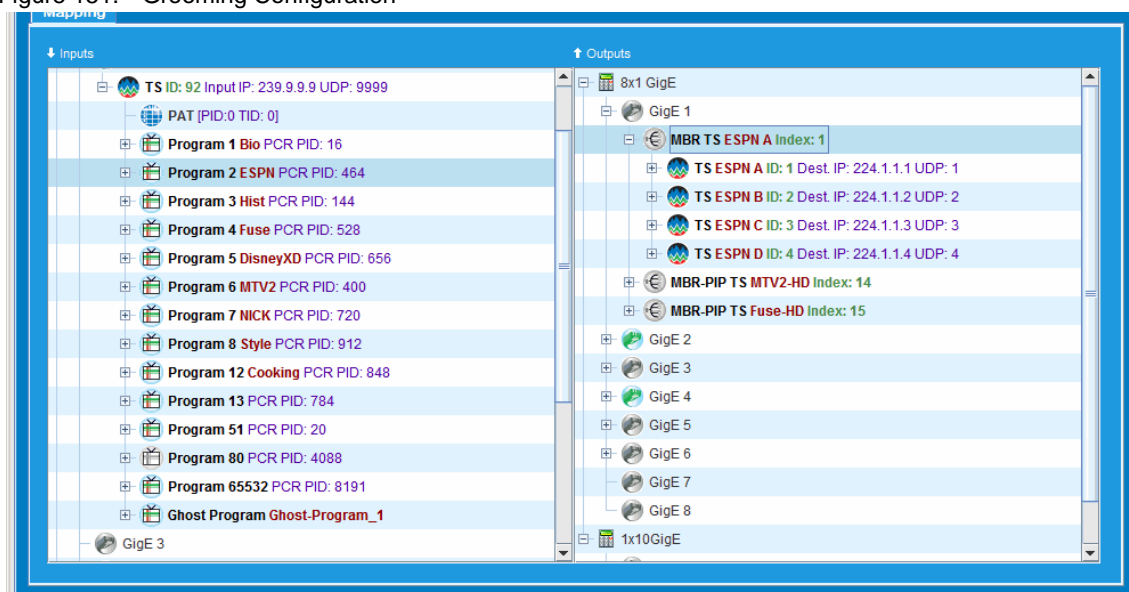 Figure 151. Grooming Configuration
Mapping
Inputs
TS ID: 92 Input IP: 239.9.9.9 UDP: 9999
PAT [PID:0 TID: 0]
Program 1 Bio PCR PID: 16
Program 2 ESPN PCR PID: 464
Program 3 Hist PCR PID: 144
Program 4 Fuse PCR PID: 528
Program 5 DisneyXD PCR PID: 656
Program 6 MTV2 PCR PID: 400
Program 7 NICK PCR PID: 720
Program 8 Style PCR PID: 912
Program 12 Cooking PCR PID: 848
Program 13 PCR PID: 784
Program 51 PCR PID: 20
Program 80 PCR PID: 4088
Program 65532 PCR PID: 8191
Ghost Program Ghost-Program_1
GigE 3
Outputs
8x1 GigE
GigE 1
MBR TS ESPN A Index: 1
TS ESPN A ID: 1 Dest. IP: 224.1.1.1 UDP: 1
TS ESPN B ID: 2 Dest. IP: 224.1.1.2 UDP: 2
TS ESPN C ID: 3 Dest. IP: 224.1.1.3 UDP: 3
TS ESPN D ID: 4 Dest. IP: 224.1.1.4 UDP: 4
MBR-PIP TS MTV2-HD Index: 14
MBR-PIP TS Fuse-HD Index: 15
GigE 2
GigE 3
GigE 4
GigE 5
GigE 6
GigE 7
GigE 8
1x10GigE